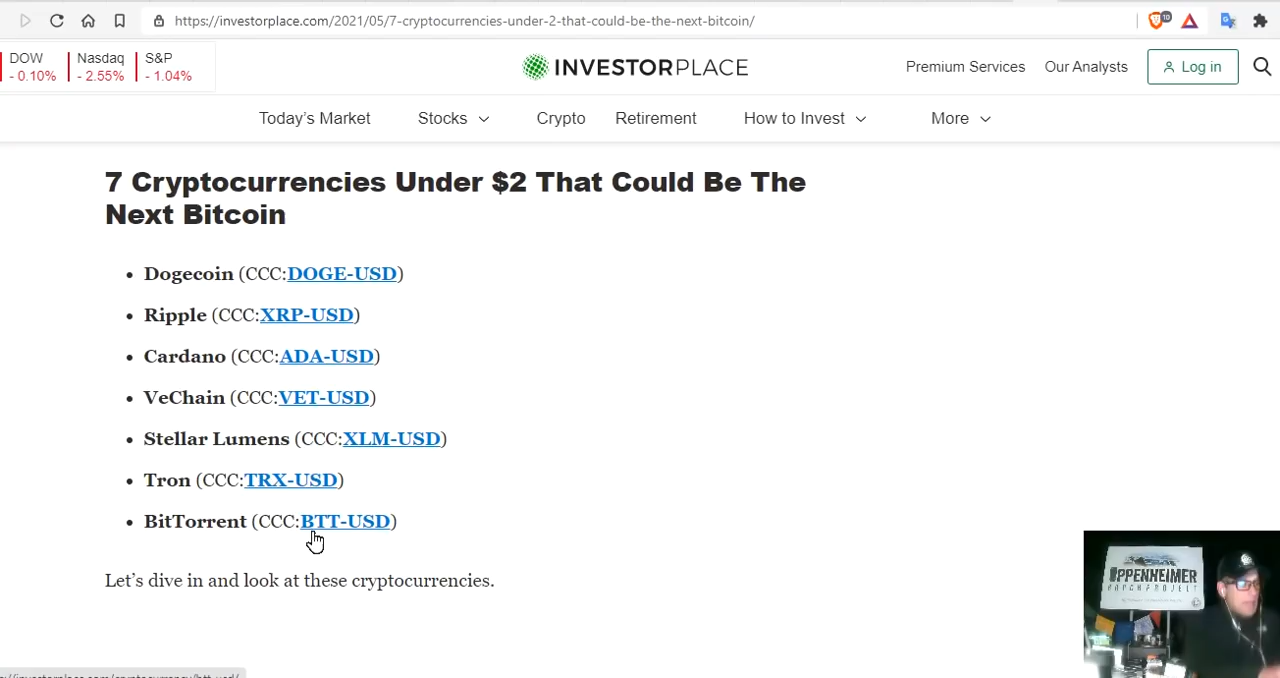 https://investorplace.com/2021/05/7-cryptocurrencies-under-2-that-could-be-the-next-bitcoin/
10
DOW Nasdaq S&P
- 0.10% - 2.55% - 1.04%
INVESTORPLACE
Premium Services Our Analysts Log in
Today's Market Stocks Crypto Retirement How to Invest More
7 Cryptocurrencies Under $2 That Could Be The
Next Bitcoin
• Dogecoin (CCC:DOGE-USD)
• Ripple (CCC:XRP-USD)
• Cardano (CCC:ADA-USD)
• VeChain (CCC:VET-USD)
• Stellar Lumens (CCC:XLM-USD)
• Tron (CCC:TRX-USD)
• BitTorrent (CCC:BTT-USD)
Let's dive in and look at these cryptocurrencies.
OPPENHEIMER